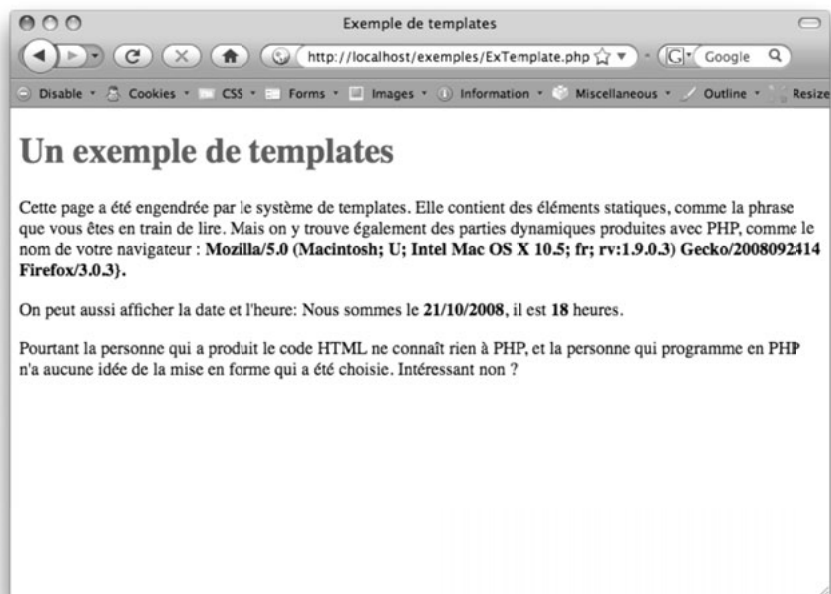 Exemple de templates
http://localhost/exemples/ExTemplate.php
G Google
Disable Cookies CSS Forms Images Information Miscellaneous Outline Resize
Un exemple de templates
Cette page a été engendrée par le système de templates. Elle contient des éléments statiques, comme la phrase
que vous êtes en train de lire. Mais on y trouve également des parties dynamiques produites avec PHP, comme le
nom de votre navigateur : Mozilla/5.0 (Macintosh; U; Intel Mac OS X 10.5; fr; rv:1.9.0.3) Gecko/2008092414
Firefox/3.0.3}.
On peut aussi afficher la date et l'heure: Nous sommes le 21/10/2008, il est 18 heures.
Pourtant la personne qui a produit le code HTML ne connaît rien à PHP, et la personne qui programme en PHP
n'a aucune idée de la mise en forme qui a été choisie. Intéressant non ?